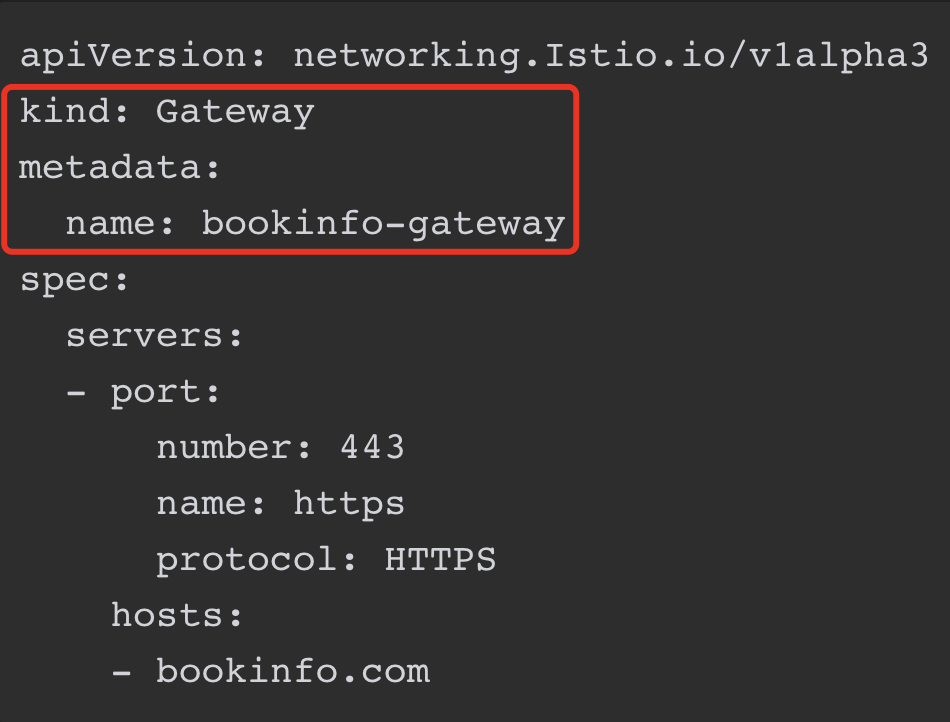 apiVersion: networking.Istio.io/v1alpha3
kind: Gateway
metadata:
  name: bookinfo-gateway
spec:
  servers:
  - port:
      number: 443
      name: https
      protocol: HTTPS
    hosts:
    - bookinfo.com